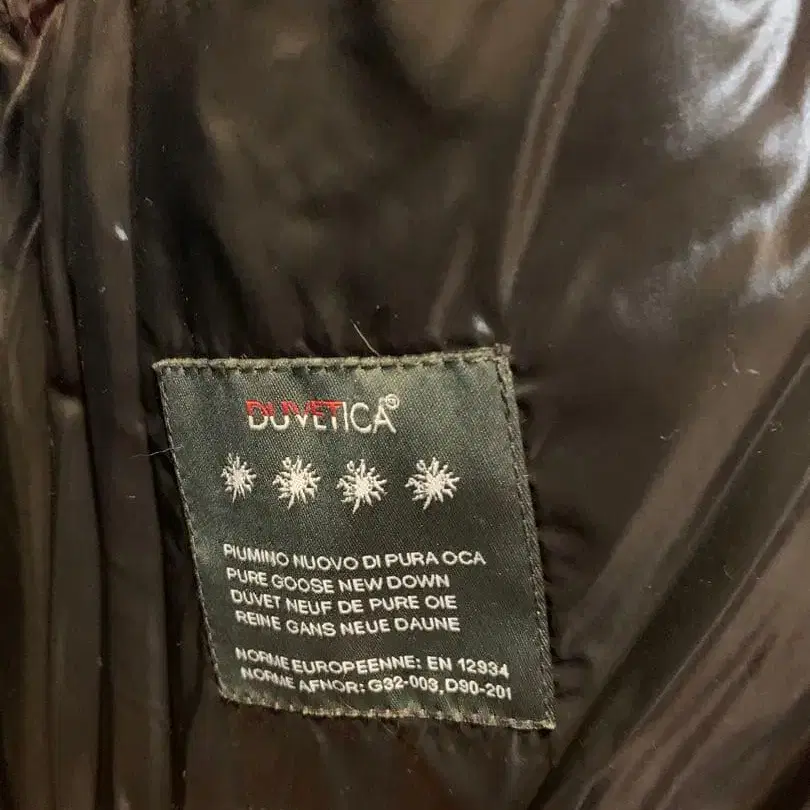 DUVETICA®
PIUMINO NUOVO DI PURA OCA
PURE GOOSE NEW DOWN
DUVET NEUF DE PURE OIE
REINE GANS NEUE DAUNE
NORME EUROPEENNE: EN 12934
NORME AFNOR: G32-003, D90-201